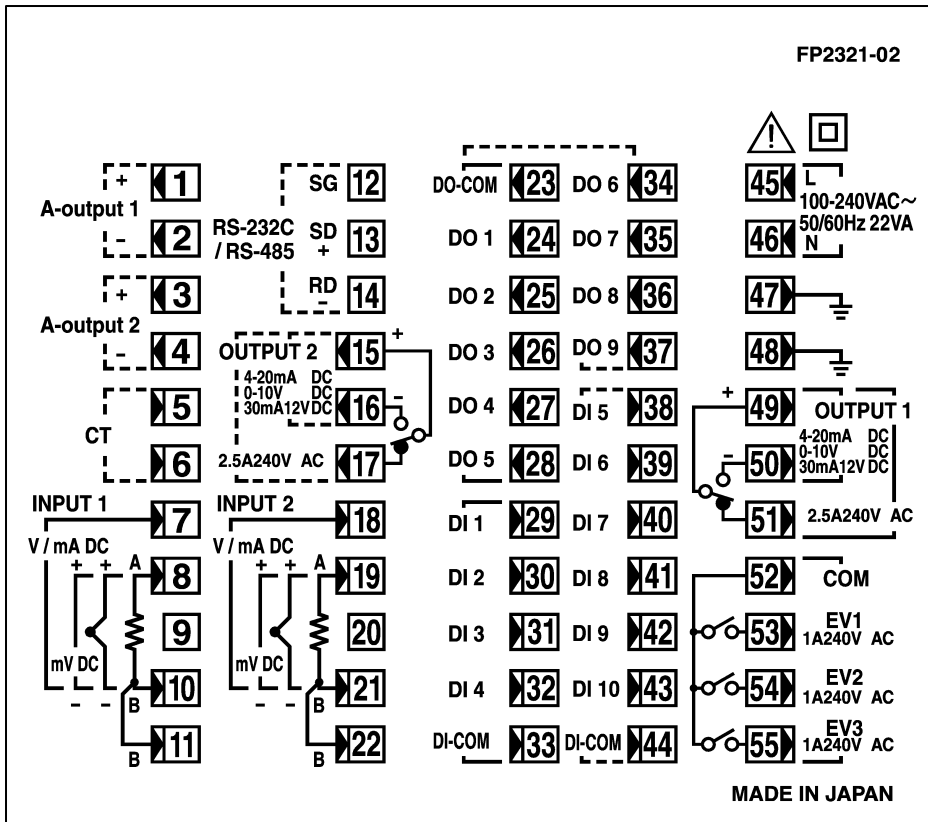 FP2321-02
A-output 1
+
1
-
2
A-output 2
+
3
-
4
CT
5
6
INPUT 1
7
V / mA DC
+ + A
8
9
mV DC
10
- - B
11
B
RS-232C
/ RS-485
SG 12
SD
+
13
RD
-
14
OUTPUT 2
15
+
4-20mA DC
0-10V DC
30mA12V DC
16
-
2.5A240V AC
17
INPUT 2
18
V / mA DC
+ + A
19
20
mV DC
21
- - B
22
B
DO-COM 23
DO 1 24
DO 2 25
DO 3 26
DO 4 27
DO 5 28
DI 1 29
DI 2 30
DI 3 31
DI 4 32
DI-COM 33
DO 6 34
DO 7 35
DO 8 36
DO 9 37
DI 5 38
DI 6 39
DI 7 40
DI 8 41
DI 9 42
DI 10 43
DI-COM 44
!
45 L
100-240VAC～
50/60Hz 22VA
46 N
47
48
+
49 OUTPUT 1
4-20mA DC
0-10V DC
30mA12V DC
-
50
51 2.5A240V AC
52 COM
53 EV1
1A240V AC
54 EV2
1A240V AC
55 EV3
1A240V AC
MADE IN JAPAN